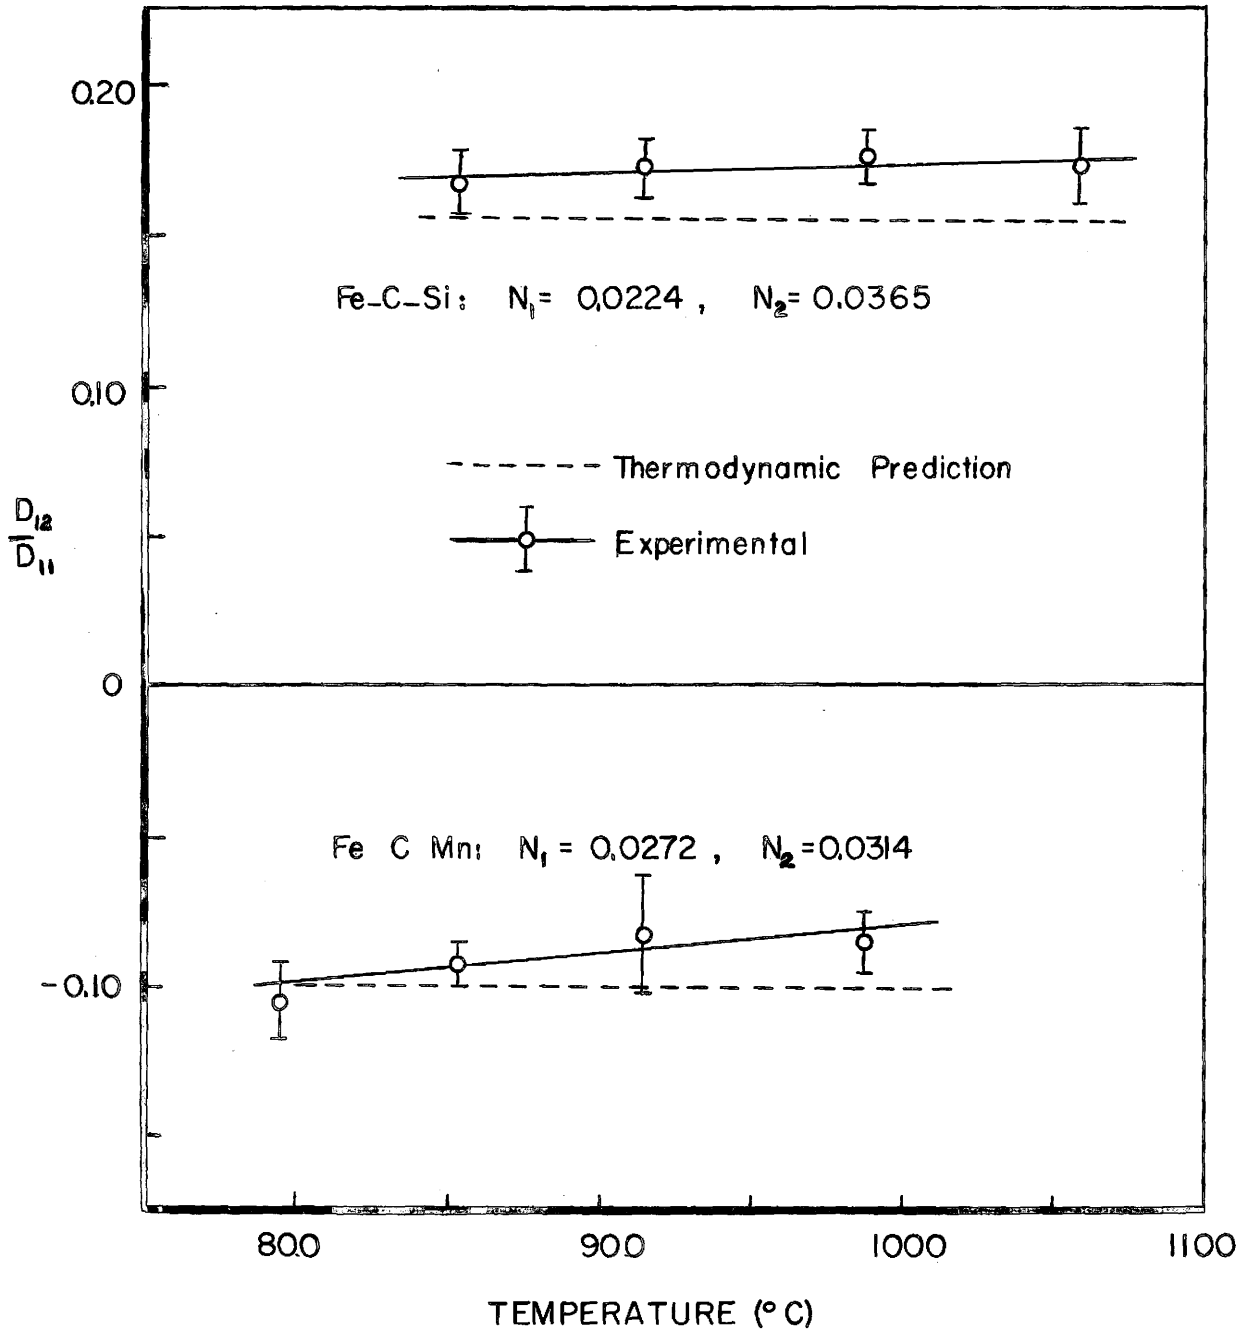 0.20
Fe-C-Si: N₁= 0.0224, N₂= 0.0365
0.10
Thermodynamic Prediction
D₁₂
D₁₁
Experimental
0
Fe C Mn: N₁ = 0.0272, N₂=0.0314
-0.10
800 900 1000 1100
TEMPERATURE (°C)